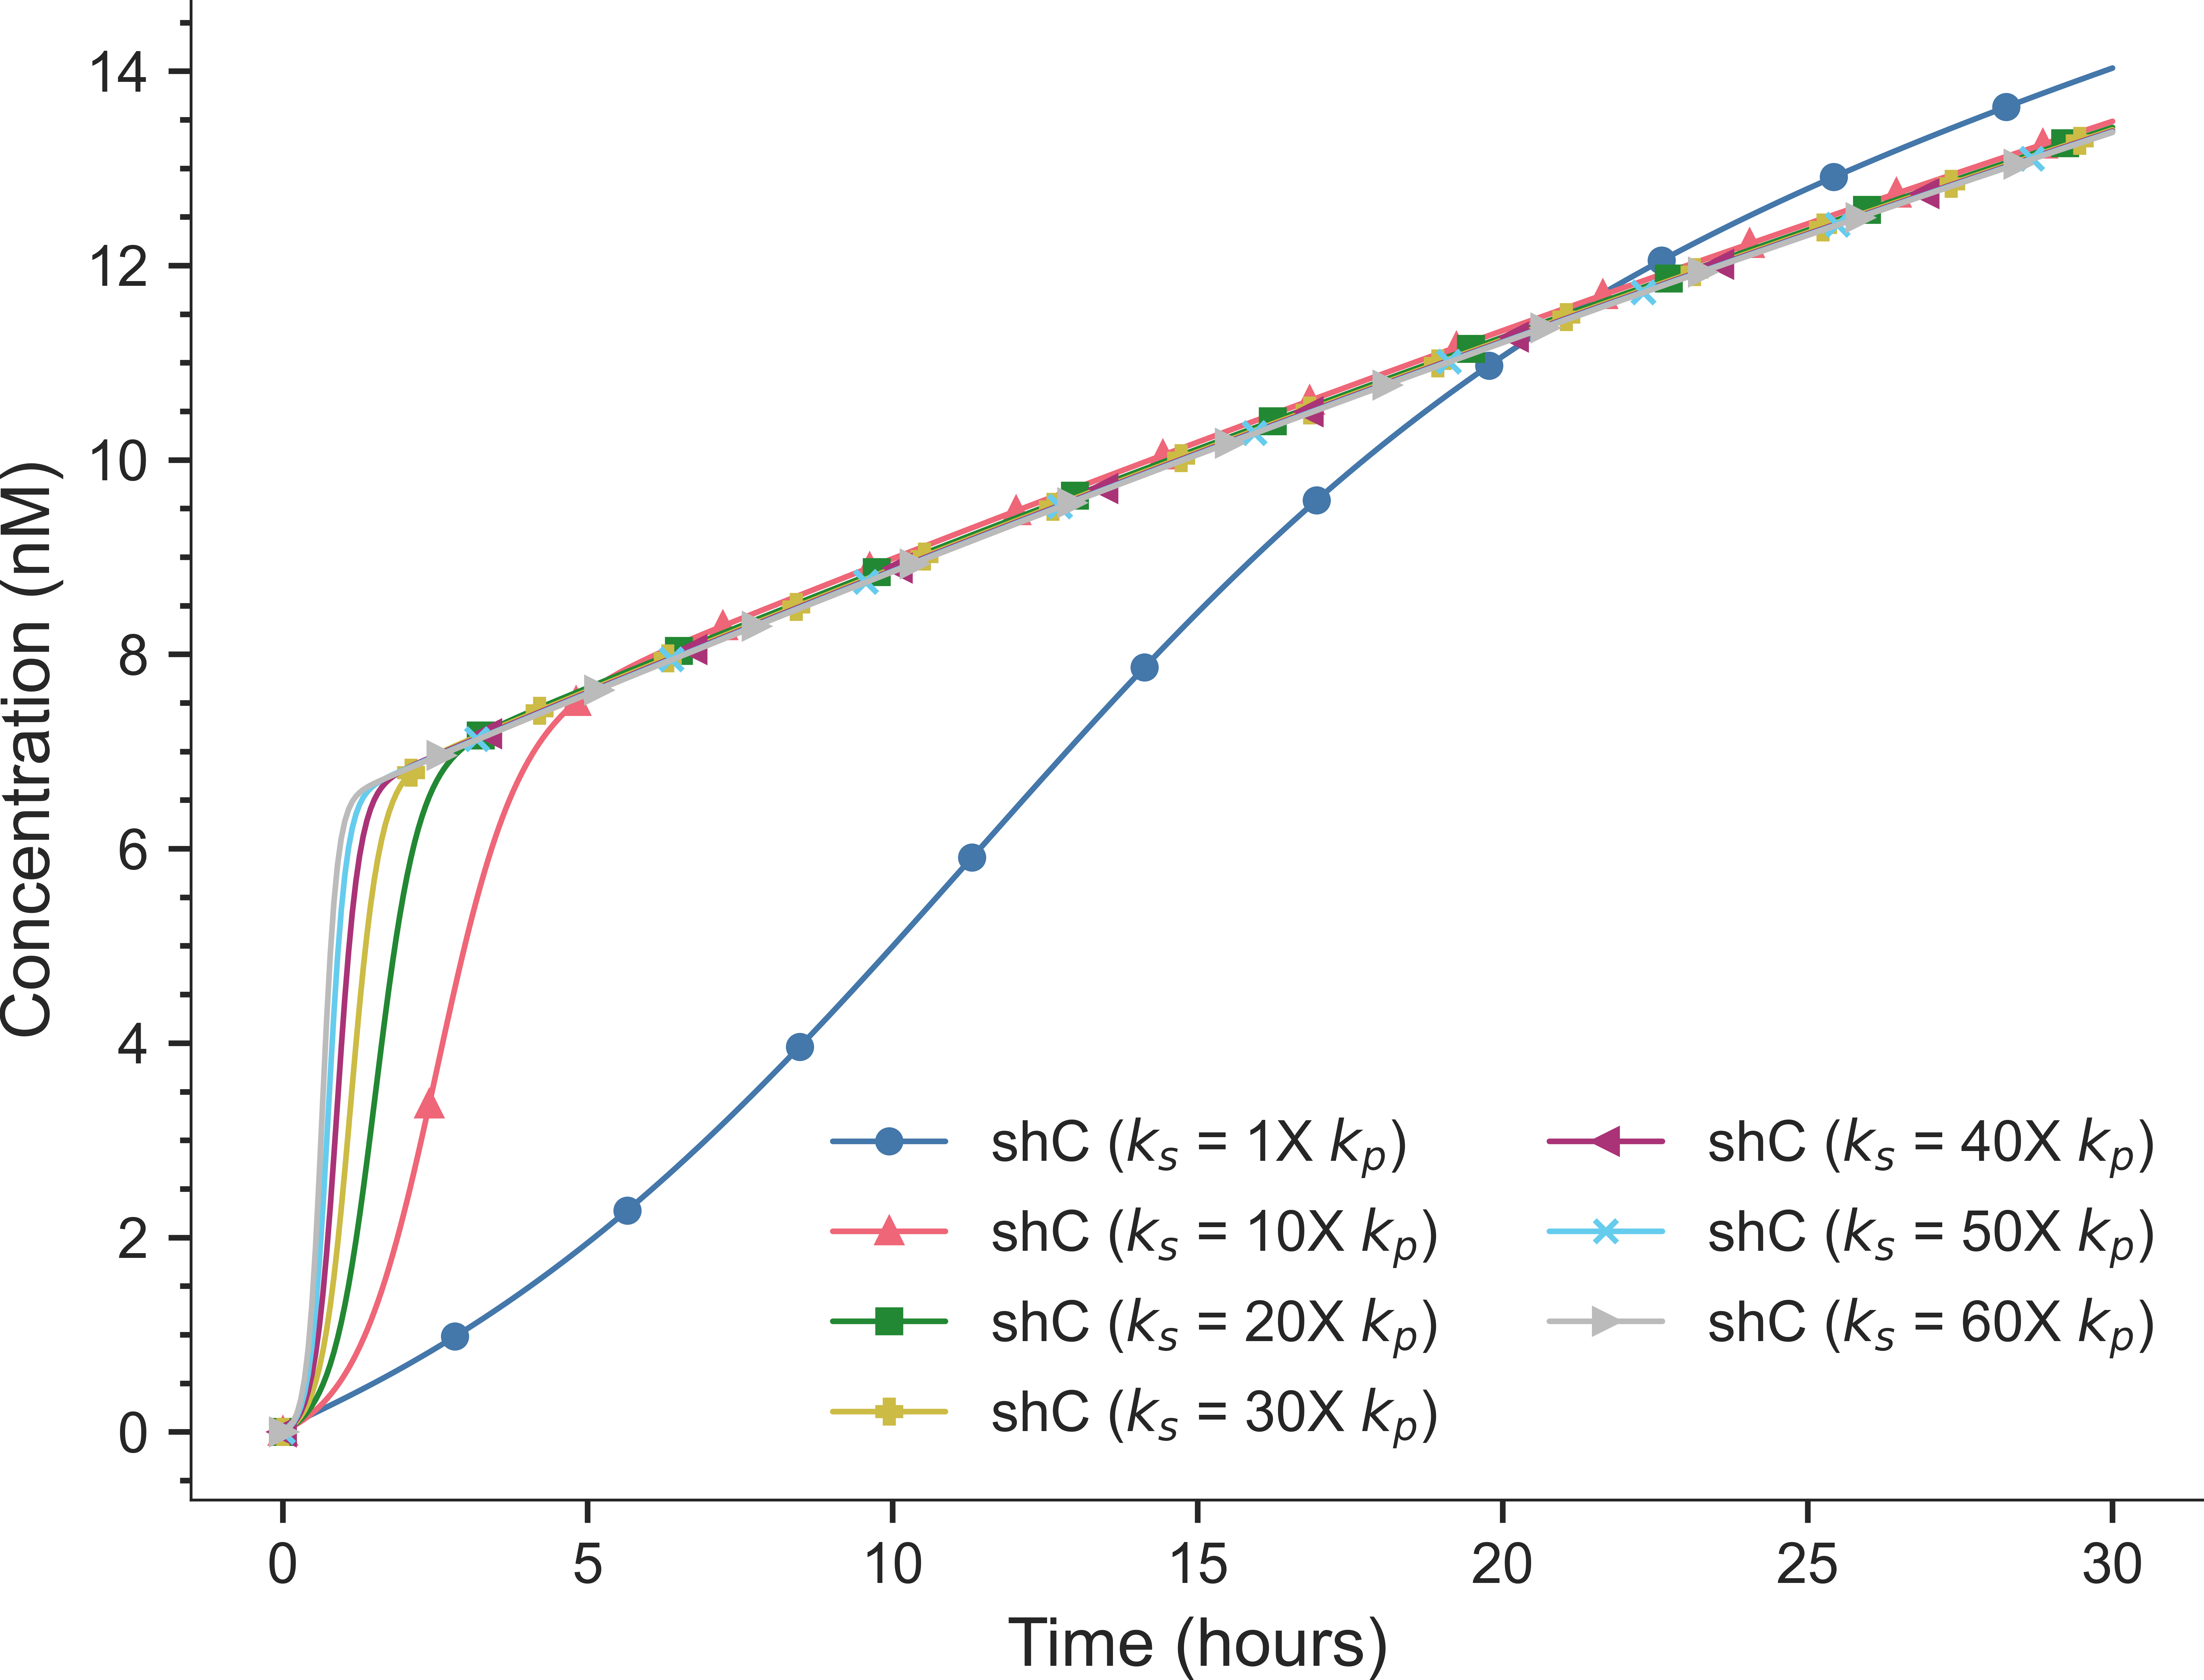 14
12
10
8
6
4
2
0
Concentration (nM)
0 5 10 15 20 25 30
Time (hours)
shC (ks = 1X kp)
shC (ks = 10X kp)
shC (ks = 20X kp)
shC (ks = 30X kp)
shC (ks = 40X kp)
shC (ks = 50X kp)
shC (ks = 60X kp)